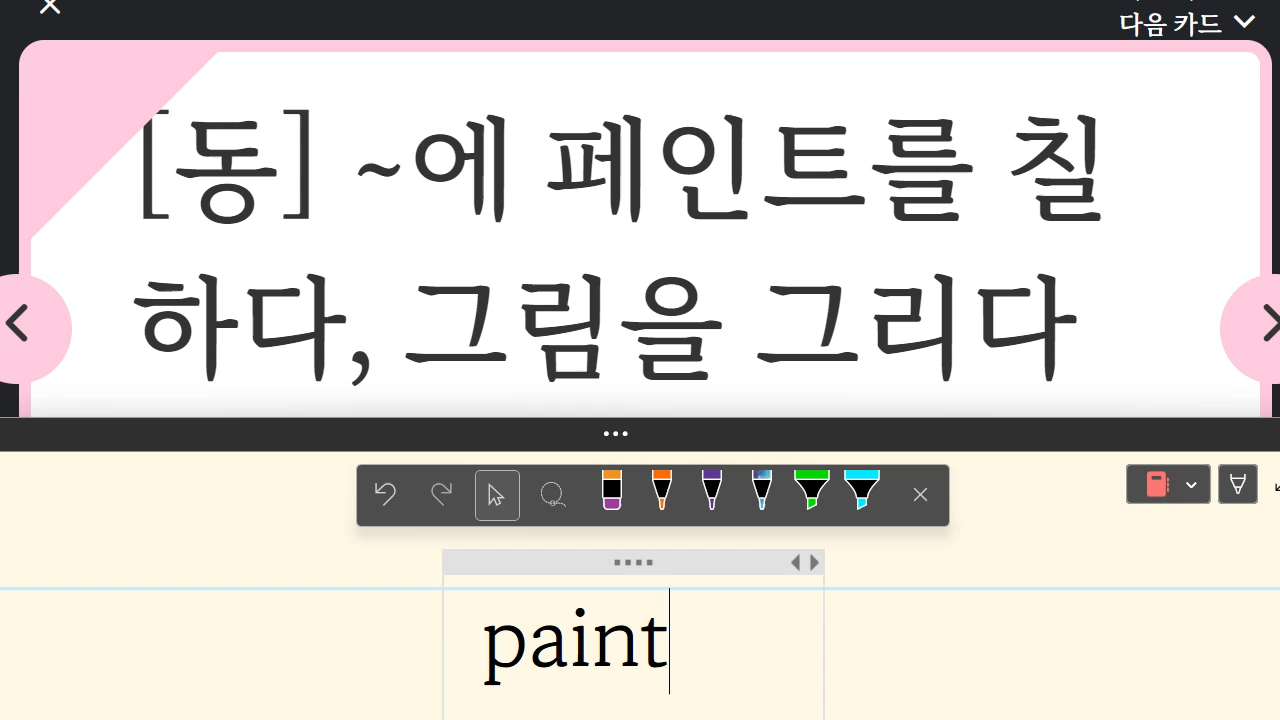 다음 카드
[동] ~에 페인트를 칠
하다, 그림을 그리다
paint